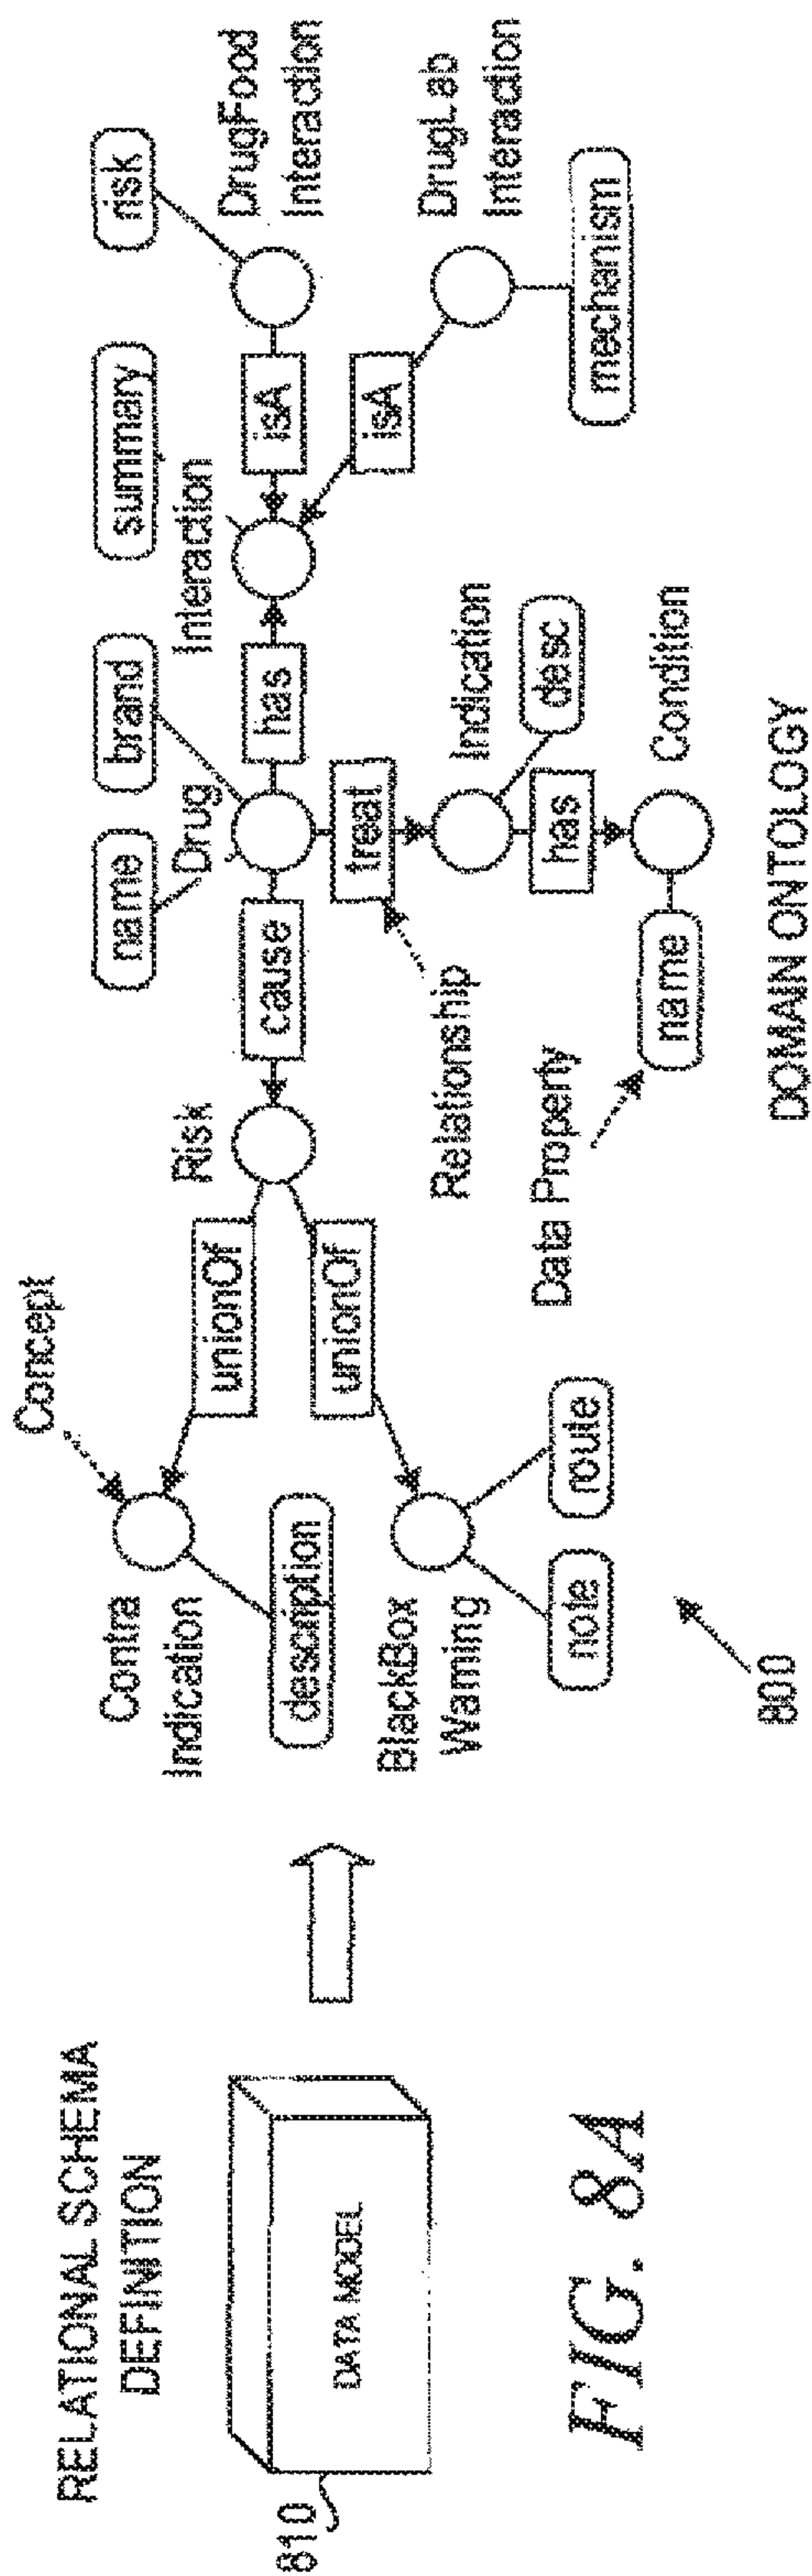 RELATIONAL SCHEMA
DEFINITION
810
DATA MODEL
FIG. 8A
Concept
Contra
Indication
description
unionOf
unionOf
BlackBox
Warning
note
route
800
Risk
cause
name
brand
Drug
has
Interaction
summary
risk
isA
isA
DrugFood
Interaction
DrugLab
Interaction
mechanism
treat
Relationship
Indication
desc
has
Data Property
name
Condition
DOMAIN ONTOLOGY